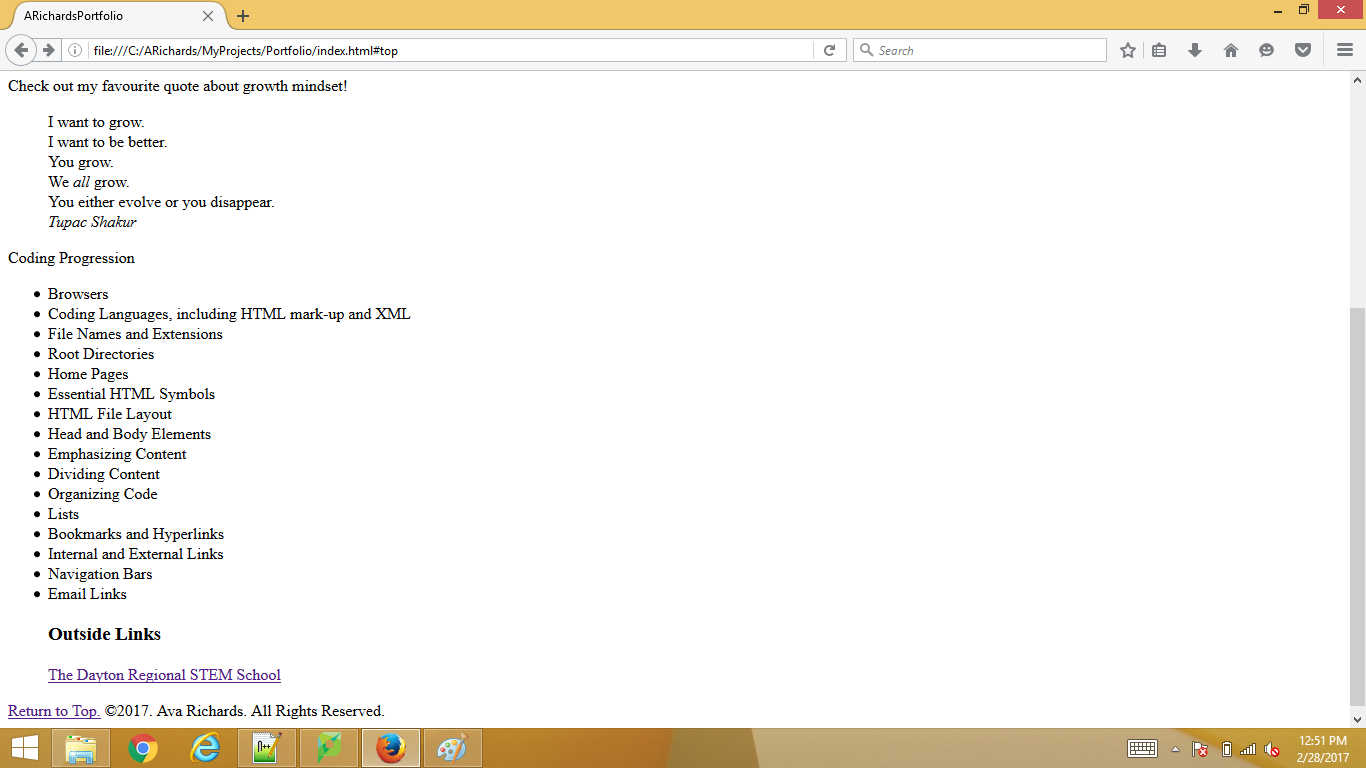 ARichardsPortfolio
file:///C:/ARichards/MyProjects/Portfolio/index.html#top
Search
Check out my favourite quote about growth mindset!
I want to grow.
I want to be better.
You grow.
We all grow.
You either evolve or you disappear.
Tupac Shakur
Coding Progression
• Browsers
• Coding Languages, including HTML mark-up and XML
• File Names and Extensions
• Root Directories
• Home Pages
• Essential HTML Symbols
• HTML File Layout
• Head and Body Elements
• Emphasizing Content
• Dividing Content
• Organizing Code
• Lists
• Bookmarks and Hyperlinks
• Internal and External Links
• Navigation Bars
• Email Links
Outside Links
The Dayton Regional STEM School
Return to Top. ©2017. Ava Richards. All Rights Reserved.
12:51 PM
2/28/2017